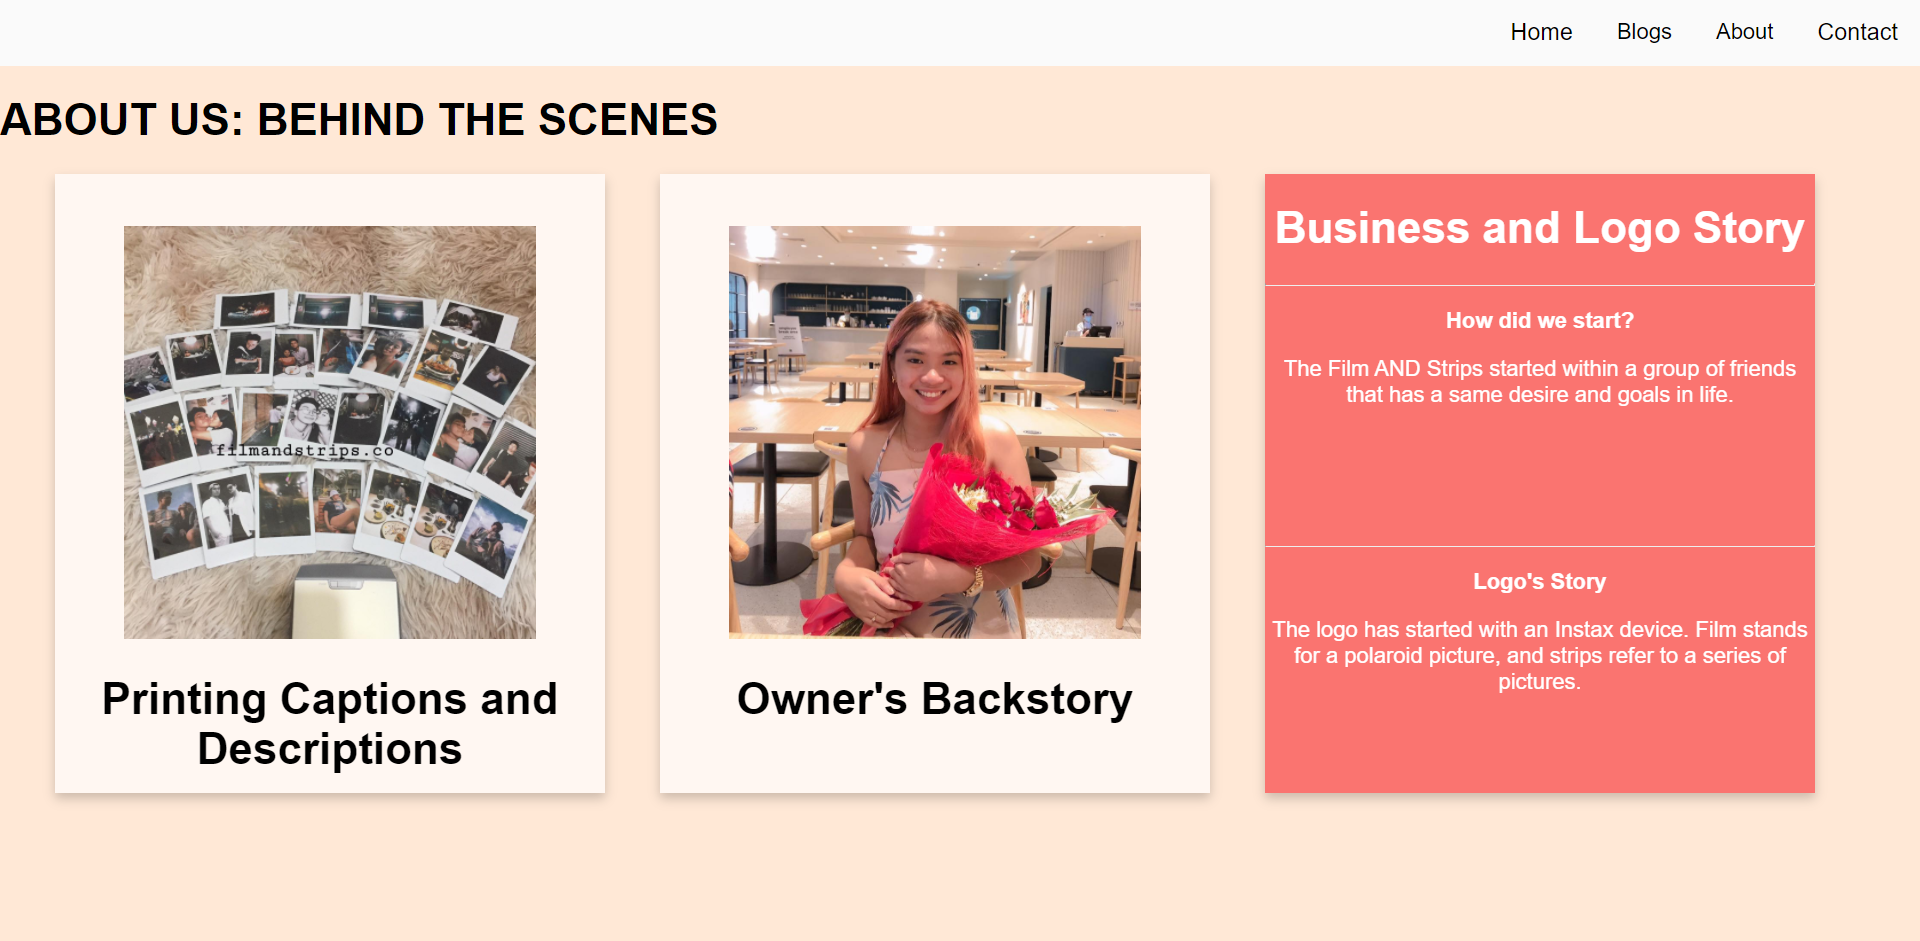 Home Blogs About Contact
ABOUT US: BEHIND THE SCENES
filmandstrips.co
Printing Captions and
Descriptions
Owner's Backstory
Business and Logo Story
How did we start?
The Film AND Strips started within a group of friends
that has a same desire and goals in life.
Logo's Story
The logo has started with an Instax device. Film stands
for a polaroid picture, and strips refer to a series of
pictures.